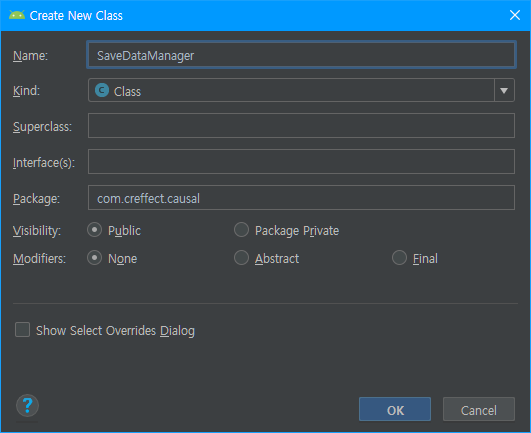 Create New Class
Name: SaveDataManager
Kind: C Class
Superclass:
Interface(s):
Package: com.creffect.causal
Visibility: Public Package Private
Modifiers: None Abstract Final
Show Select Overrides Dialog
? OK Cancel